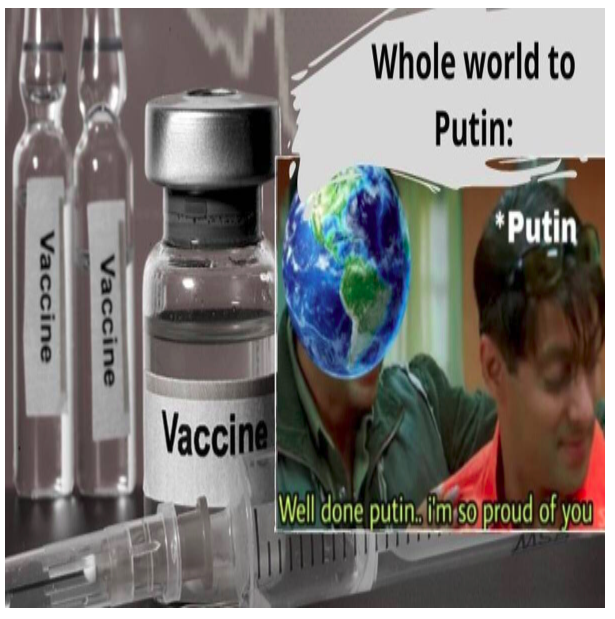 Whole world to
Putin:
*Putin
Vaccine
Vaccine
Vaccine
Well done putin.. i'm so proud of you